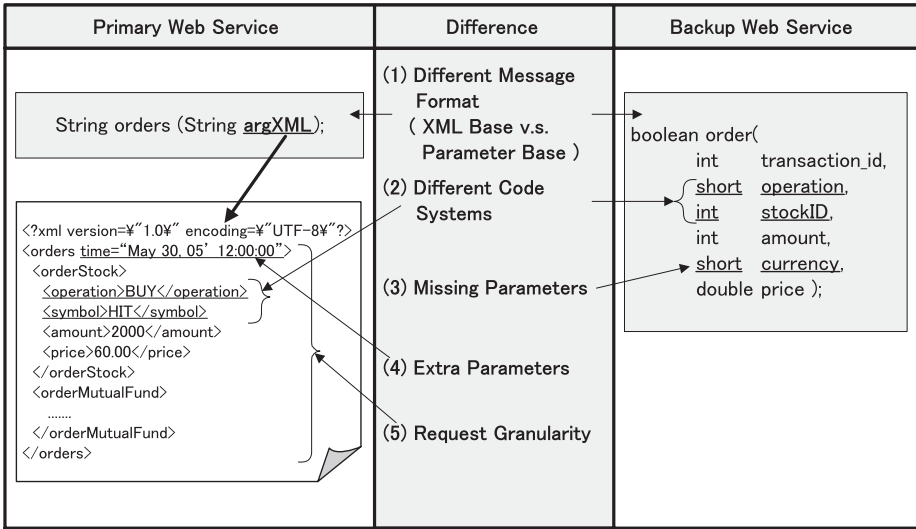 Primary Web Service
Difference
Backup Web Service
String orders (String argXML);
<?xml version=¥"1.0¥" encoding=¥"UTF-8¥"?>
<orders time=“May 30, 05’ 12:00:00”>
<orderStock>
<operation>BUY</operation>
<symbol>HIT</symbol>
<amount>2000</amount>
<price>60.00</price>
</orderStock>
<orderMutualFund>
.......
</orderMutualFund>
</orders>
(1) Different Message
Format
( XML Base v.s.
Parameter Base )
(2) Different Code
Systems
(3) Missing Parameters
(4) Extra Parameters
(5) Request Granularity
boolean order(
int transaction_id,
short operation,
int stockID,
int amount,
short currency,
double price );